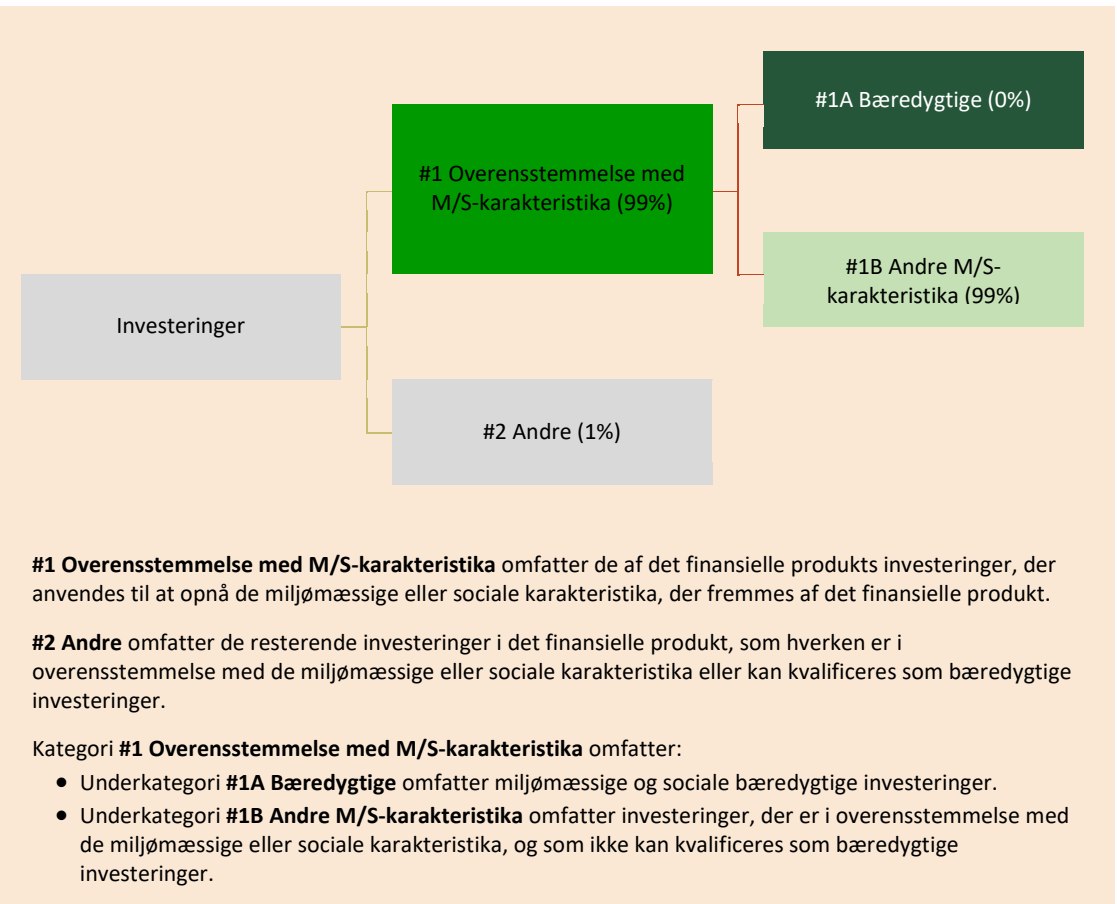 #1A Bæredygtige (0%)
#1 Overensstemmelse med
M/S-karakteristika (99%)
#1B Andre M/S-
karakteristika (99%)
Investeringer
#2 Andre (1%)
#1 Overensstemmelse med M/S-karakteristika omfatter de af det finansielle produkts investeringer, der
anvendes til at opnå de miljømæssige eller sociale karakteristika, der fremmes af det finansielle produkt.
#2 Andre omfatter de resterende investeringer i det finansielle produkt, som hverken er i
overensstemmelse med de miljømæssige eller sociale karakteristika eller kan kvalificeres som bæredygtige
investeringer.
Kategori #1 Overensstemmelse med M/S-karakteristika omfatter:
• Underkategori #1A Bæredygtige omfatter miljømæssige og sociale bæredygtige investeringer.
• Underkategori #1B Andre M/S-karakteristika omfatter investeringer, der er i overensstemmelse med
de miljømæssige eller sociale karakteristika, og som ikke kan kvalificeres som bæredygtige
investeringer.